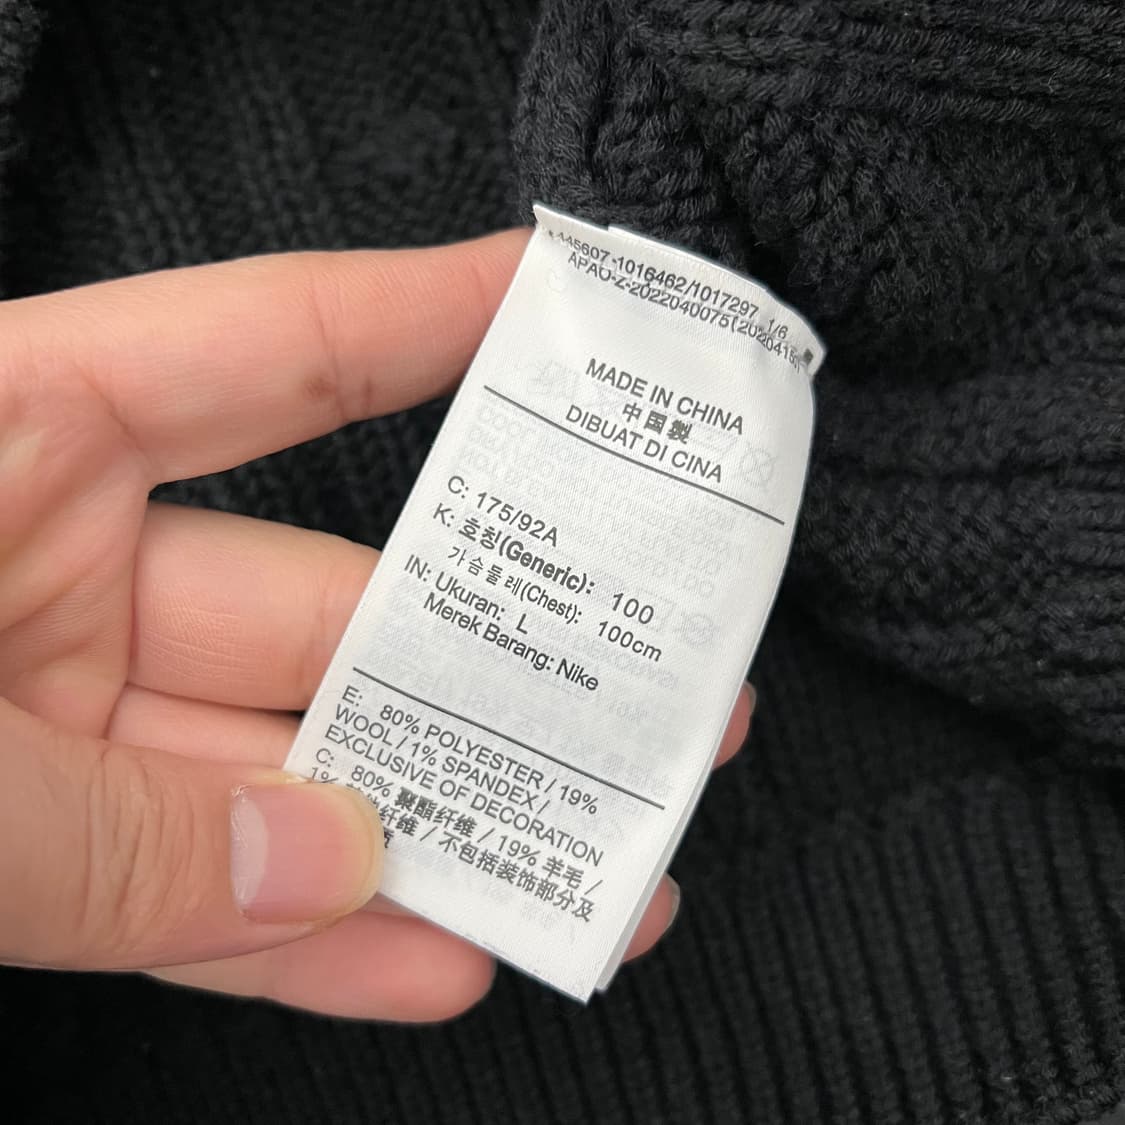 1016462/1017297 1/6
APAO-Z-2022040075(20220415)
MADE IN CHINA
中国製
DIBUAT DI CINA
C: 175/92A
K: 호칭(Generic): 100
가슴둘레(Chest): 100cm
IN: Ukuran: L
Merek Barang: Nike
E: 80% POLYESTER / 19%
WOOL / 1% SPANDEX /
EXCLUSIVE OF DECORATION
C: 80% 聚酯纤维 / 19% 羊毛 /
1% 纤维 / 不包括装饰部分及